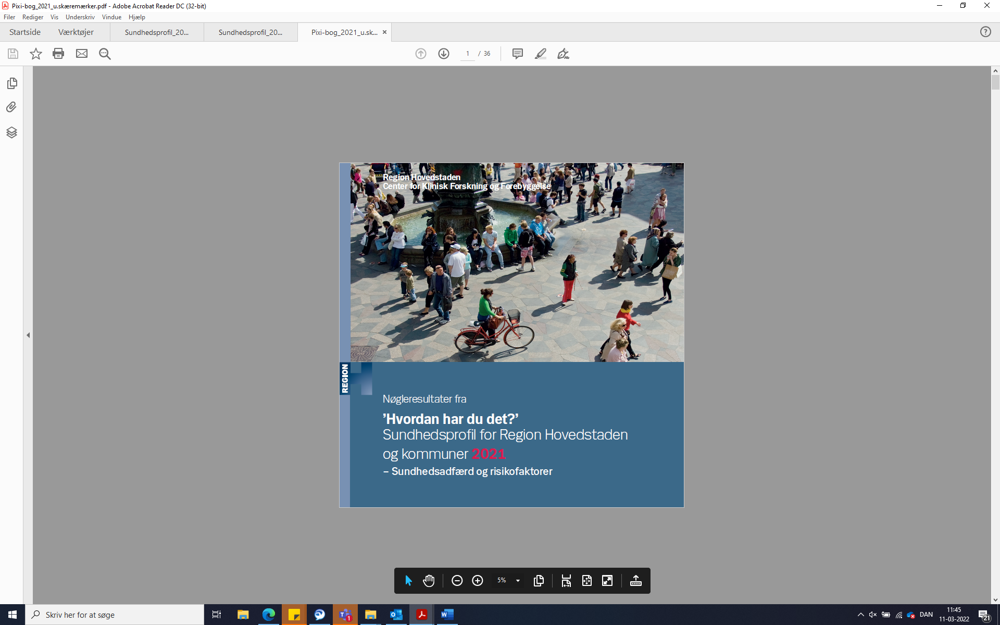 Pixi-bog_2021_u.skæremærker.pdf - Adobe Acrobat Reader DC (32-bit)
Filer Rediger Vis Underskriv Vindue Hjælp
Startside Værktøjer Sundhedsprofil_20... Sundhedsprofil_20... Pixi-bog_2021_u.sk...
1 / 36
Region Hovedstaden
Center for Klinisk Forskning og Forebyggelse
REGION
Nøgleresultater fra
’Hvordan har du det?’
Sundhedsprofil for Region Hovedstaden
og kommuner 2021
– Sundhedsadfærd og risikofaktorer
5%
Skriv her for at søge
1
DAN
11:45
11-03-2022
21